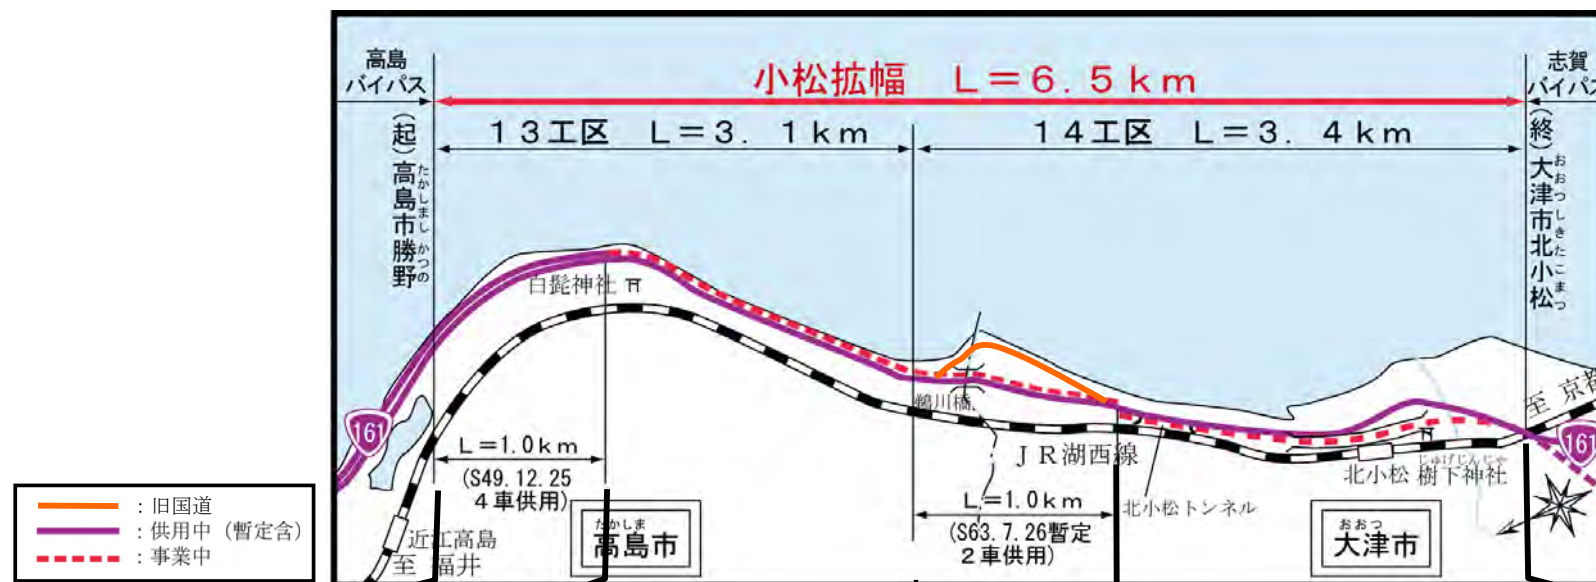 高島
バイパス
小松拡幅 L=6.5km
志賀
バイパス
13工区 L=3.1km
14工区 L=3.4km
(起)高島市勝野
たかしまし かつの
(終)大津市北小松
おおつしきたこまつ
白髭神社
鵜川橋
161
L=1.0km
(S49.12.25
4車供用)
近江高島
至 福井
たかしま
高島市
JR湖西線
L=1.0km
(S63.7.26暫定
2車供用)
北小松トンネル
北小松
じゅげじんじゃ
樹下神社
おおつ
大津市
至 京都
161
:旧国道
:供用中(暫定含)
:事業中